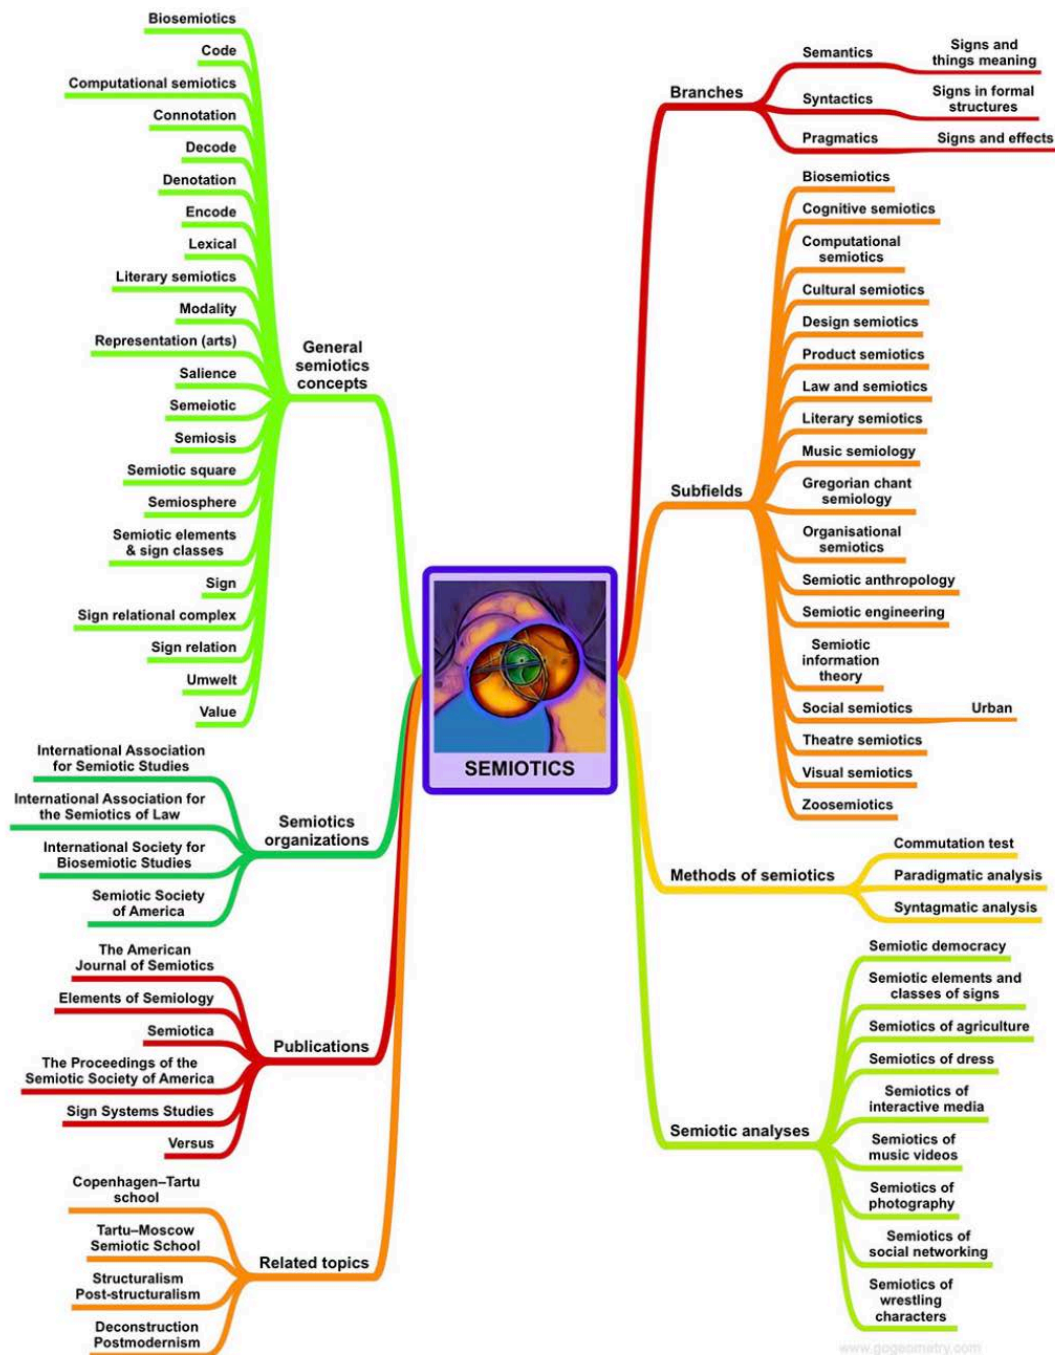 Biosemiotics
Code
Computational semiotics
Connotation
Decode
Denotation
Encode
Lexical
Literary semiotics
Modality
Representation (arts)
Salience
Semeiotic
Semiosis
Semiotic square
Semiosphere
Semiotic elements
& sign classes
Sign
Sign relational complex
Sign relation
Umwelt
Value
General
semiotics
concepts
International Association
for Semiotic Studies
International Association for
the Semiotics of Law
International Society for
Biosemiotic Studies
Semiotic Society
of America
Semiotics
organizations
The American
Journal of Semiotics
Elements of Semiology
Semiotica
The Proceedings of the
Semiotic Society of America
Sign Systems Studies
Versus
Publications
Copenhagen–Tartu
school
Tartu–Moscow
Semiotic School
Structuralism
Post-structuralism
Deconstruction
Postmodernism
Related topics
SEMIOTICS
Branches
Semantics
Signs and
things meaning
Syntactics
Signs in formal
structures
Pragmatics
Signs and effects
Subfields
Biosemiotics
Cognitive semiotics
Computational
semiotics
Cultural semiotics
Design semiotics
Product semiotics
Law and semiotics
Literary semiotics
Music semiology
Gregorian chant
semiology
Organisational
semiotics
Semiotic anthropology
Semiotic engineering
Semiotic
information
theory
Social semiotics
Urban
Theatre semiotics
Visual semiotics
Zoosemiotics
Methods of semiotics
Commutation test
Paradigmatic analysis
Syntagmatic analysis
Semiotic analyses
Semiotic democracy
Semiotic elements and
classes of signs
Semiotics of agriculture
Semiotics of dress
Semiotics of
interactive media
Semiotics of
music videos
Semiotics of
photography
Semiotics of
social networking
Semiotics of
wrestling
characters
www.gogeometry.com